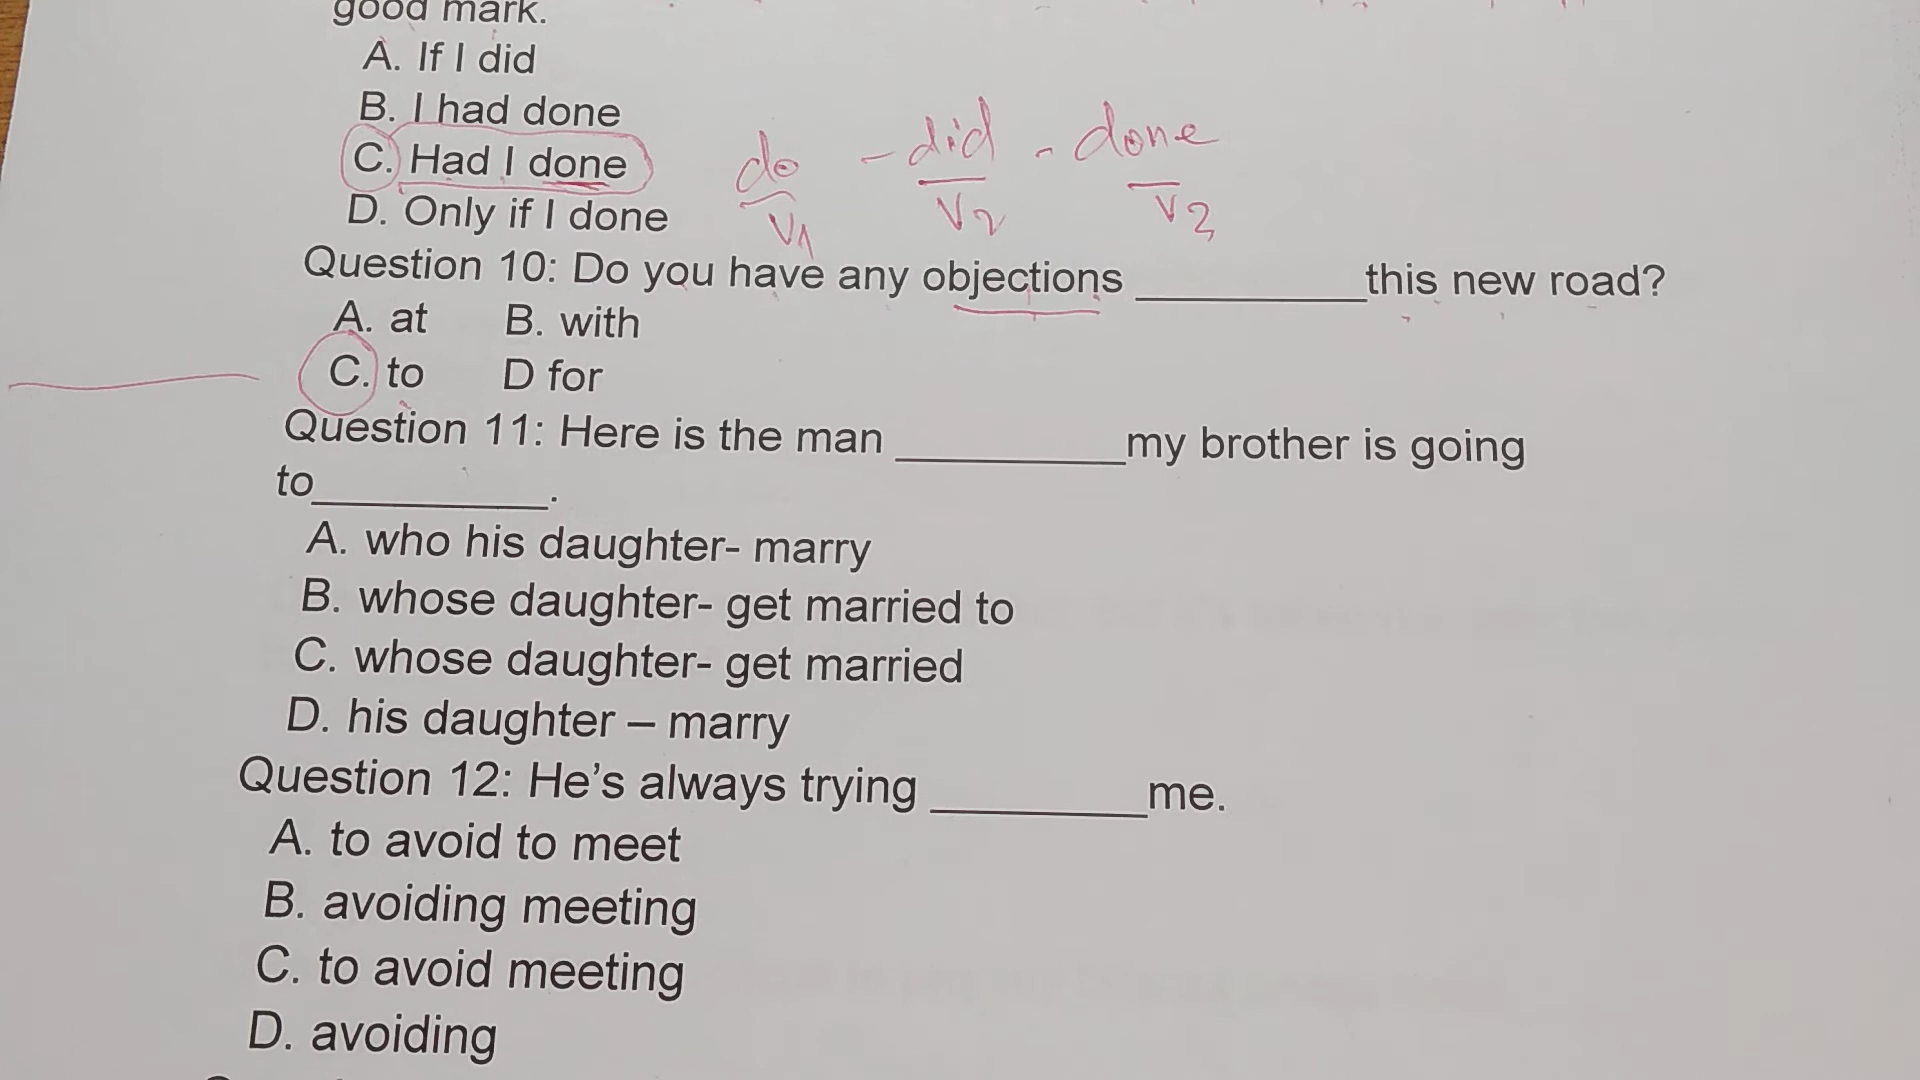 good mark.
A. If I did
B. I had done
C. Had I done
D. Only if I done
do - did - done
V1 V2 V3
Question 10: Do you have any objections __________this new road?
A. at B. with
C. to D for
Question 11: Here is the man __________my brother is going
to__________.
A. who his daughter- marry
B. whose daughter- get married to
C. whose daughter- get married
D. his daughter – marry
Question 12: He's always trying _________me.
A. to avoid to meet
B. avoiding meeting
C. to avoid meeting
D. avoiding